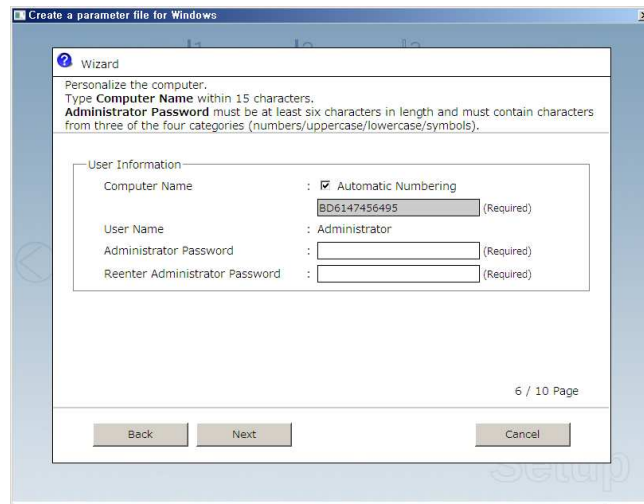 Create a parameter file for Windows
Wizard
Personalize the computer.
Type Computer Name within 15 characters.
Administrator Password must be at least six characters in length and must contain characters
from three of the four categories (numbers/uppercase/lowercase/symbols).
User Information
Computer Name : Automatic Numbering
BD6147456495 (Required)
User Name : Administrator
Administrator Password : (Required)
Reenter Administrator Password : (Required)
6 / 10 Page
Back Next Cancel
Setup